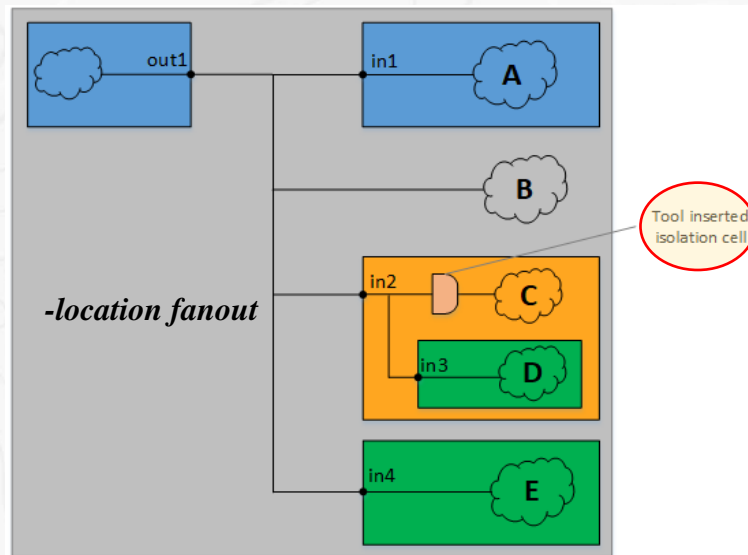 out1
in1
A
B
Tool inserted
isolation cell
in2
C
-location fanout
in3
D
in4
E